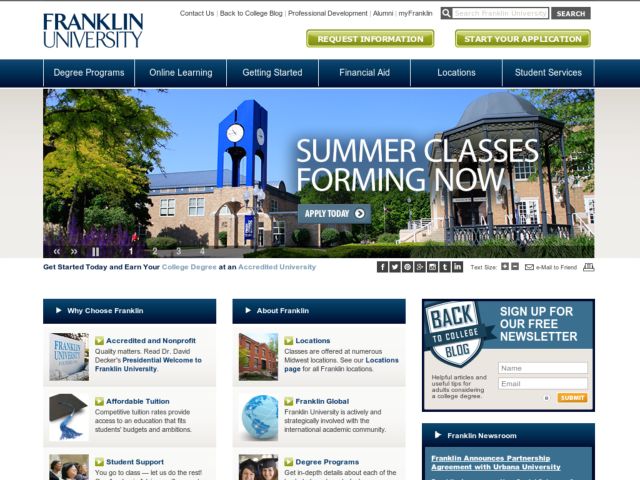 Contact Us | Back to College Blog | Professional Development | Alumni | myFranklin
Search Franklin University
SEARCH
FRANKLIN
UNIVERSITY
REQUEST INFORMATION
START YOUR APPLICATION
Degree Programs
Online Learning
Getting Started
Financial Aid
Locations
Student Services
SUMMER CLASSES
FORMING NOW
APPLY TODAY
« » 1 2 3 4
Get Started Today and Earn Your College Degree at an Accredited University
Text Size:
e-Mail to Friend
Why Choose Franklin
Accredited and Nonprofit
Quality matters. Read Dr. David
Decker's Presidential Welcome to
Franklin University.
Affordable Tuition
Competitive tuition rates provide
access to an education that fits
students' budgets and ambitions.
Student Support
You go to class — let us do the rest!
About Franklin
Locations
Classes are offered at numerous
Midwest locations. See our Locations
page for all Franklin locations.
Franklin Global
Franklin University is actively and
strategically involved with the
international academic community.
Degree Programs
Get in-depth details about each of the
BACK
TO COLLEGE
BLOG
SIGN UP FOR
OUR FREE
NEWSLETTER
Helpful articles and
useful tips for
adults considering
a college degree.
Name
Email
SUBMIT
Franklin Newsroom
Franklin Announces Partnership
Agreement with Urbana University